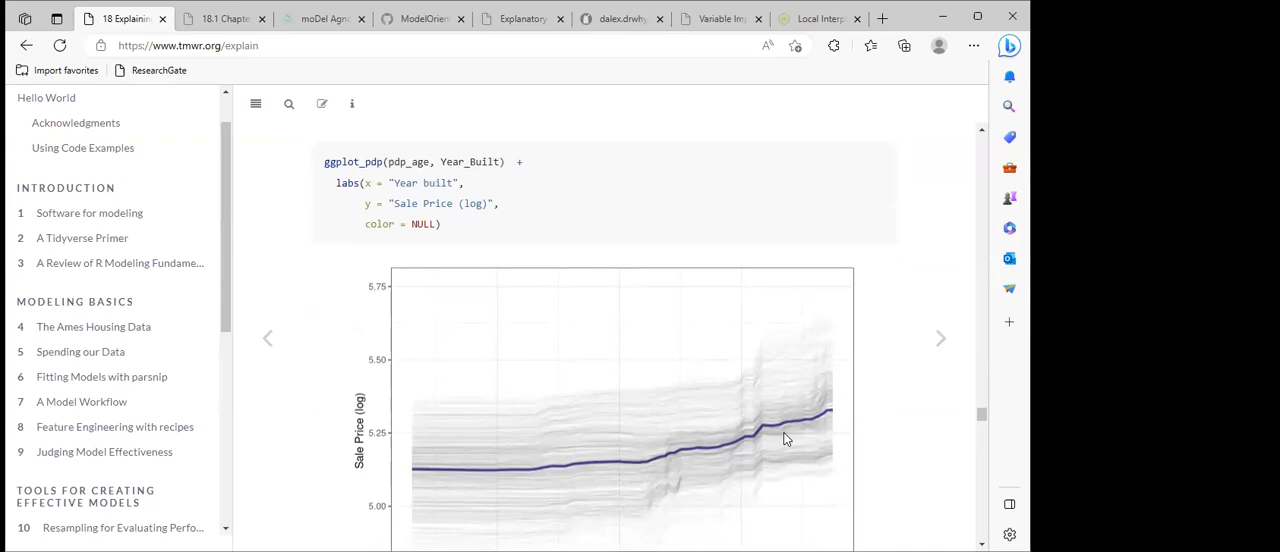 18 Explainin
18.1 Chapte
moDel Agno
ModelOrien
Explanatory
dalex.drwhy
Variable Imp
Local Interp
https://www.tmwr.org/explain
Import favorites
ResearchGate
Hello World
Acknowledgments
Using Code Examples
INTRODUCTION
1 Software for modeling
2 A Tidyverse Primer
3 A Review of R Modeling Fundame...
MODELING BASICS
4 The Ames Housing Data
5 Spending our Data
6 Fitting Models with parsnip
7 A Model Workflow
8 Feature Engineering with recipes
9 Judging Model Effectiveness
TOOLS FOR CREATING
EFFECTIVE MODELS
10 Resampling for Evaluating Perfo...
ggplot_pdp(pdp_age, Year_Built) +
labs(x = "Year built",
y = "Sale Price (log)",
color = NULL)
5.75
5.50
5.25
5.00
Sale Price (log)